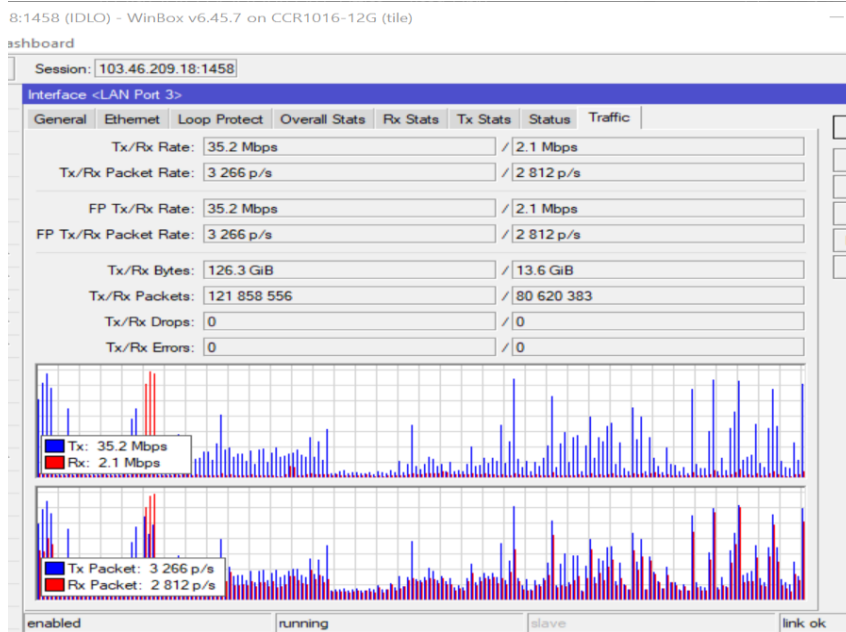 8:1458 (IDLO) - WinBox v6.45.7 on CCR1016-12G (tile)
ashboard
Session: 103.46.209.18:1458
Interface <LAN Port 3>
General Ethernet Loop Protect Overall Stats Rx Stats Tx Stats Status Traffic
Tx/Rx Rate: 35.2 Mbps / 2.1 Mbps
Tx/Rx Packet Rate: 3 266 p/s / 2 812 p/s
FP Tx/Rx Rate: 35.2 Mbps / 2.1 Mbps
FP Tx/Rx Packet Rate: 3 266 p/s / 2 812 p/s
Tx/Rx Bytes: 126.3 GiB / 13.6 GiB
Tx/Rx Packets: 121 858 556 / 80 620 383
Tx/Rx Drops: 0 / 0
Tx/Rx Errors: 0 / 0
Tx: 35.2 Mbps
Rx: 2.1 Mbps
Tx Packet: 3 266 p/s
Rx Packet: 2 812 p/s
enabled running slave link ok